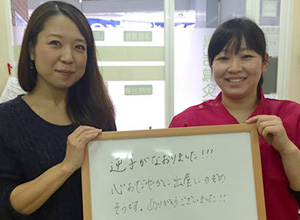 逆子がなおりました!!!
心おだやかに出産にのぞめ
そうです。ありがとうございました!!